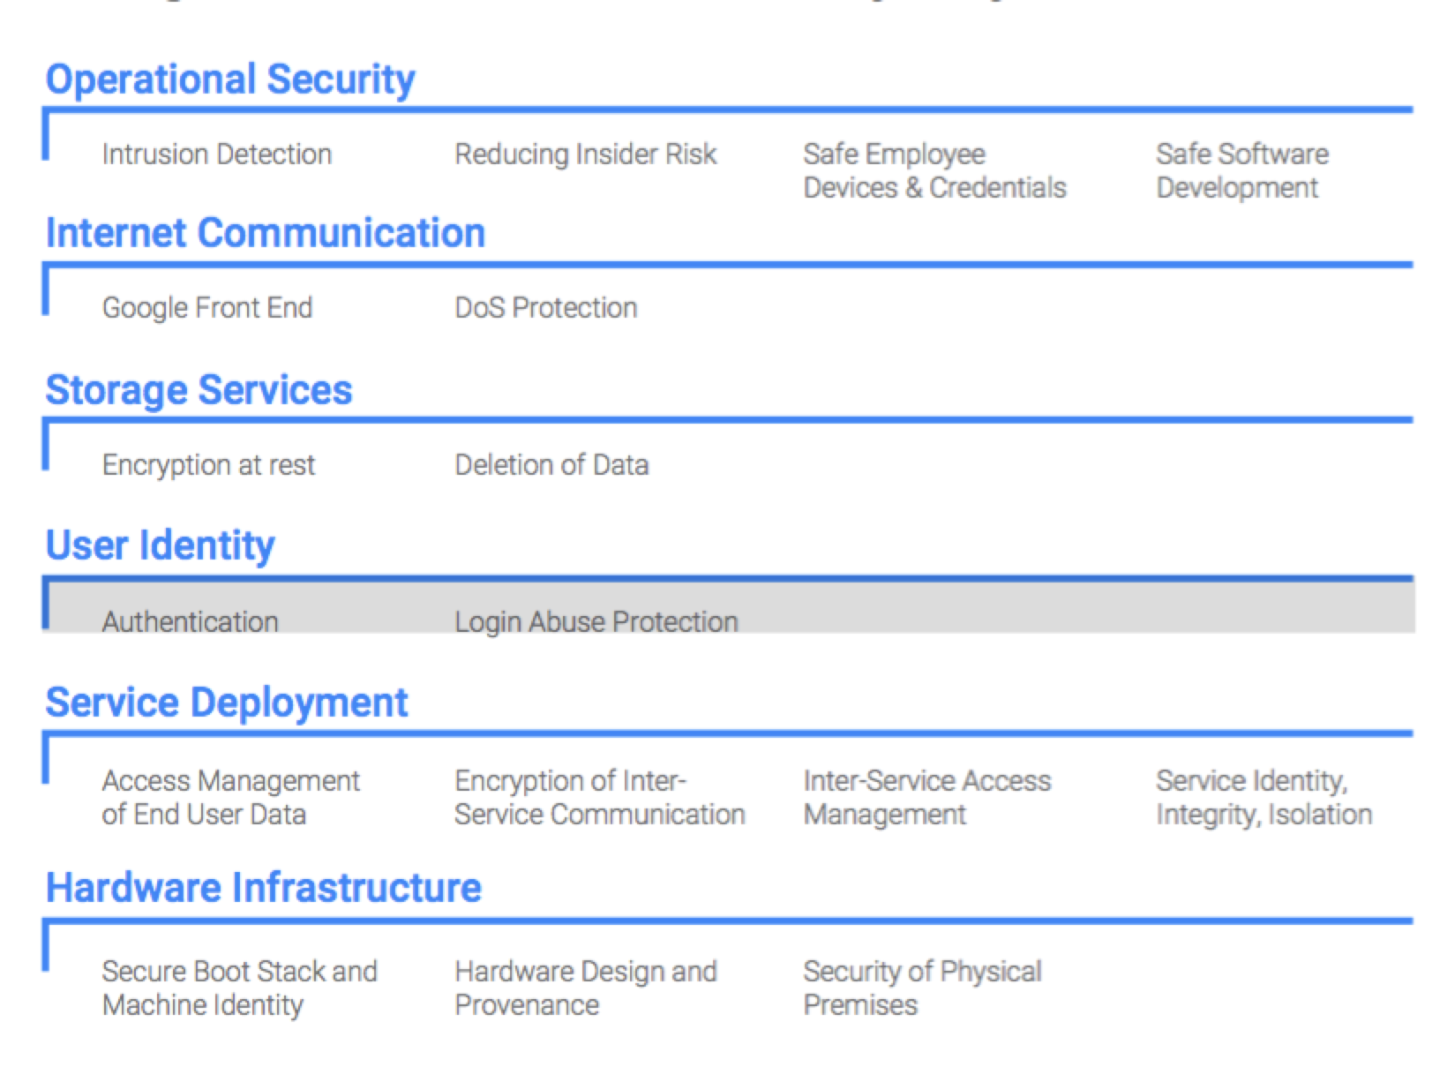 Operational Security
Intrusion Detection
Reducing Insider Risk
Safe Employee
Devices & Credentials
Safe Software
Development
Internet Communication
Google Front End
DoS Protection
Storage Services
Encryption at rest
Deletion of Data
User Identity
Authentication
Login Abuse Protection
Service Deployment
Access Management
of End User Data
Encryption of Inter-
Service Communication
Inter-Service Access
Management
Service Identity,
Integrity, Isolation
Hardware Infrastructure
Secure Boot Stack and
Machine Identity
Hardware Design and
Provenance
Security of Physical
Premises